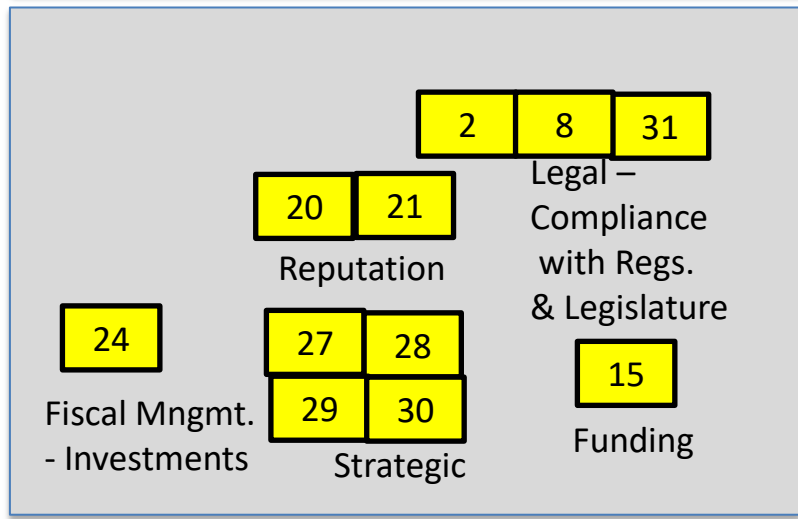 2 8 31
Legal –
Compliance
with Regs.
& Legislature
20 21
Reputation
24
Fiscal Mngmt.
- Investments
27 28
29 30
Strategic
15
Funding